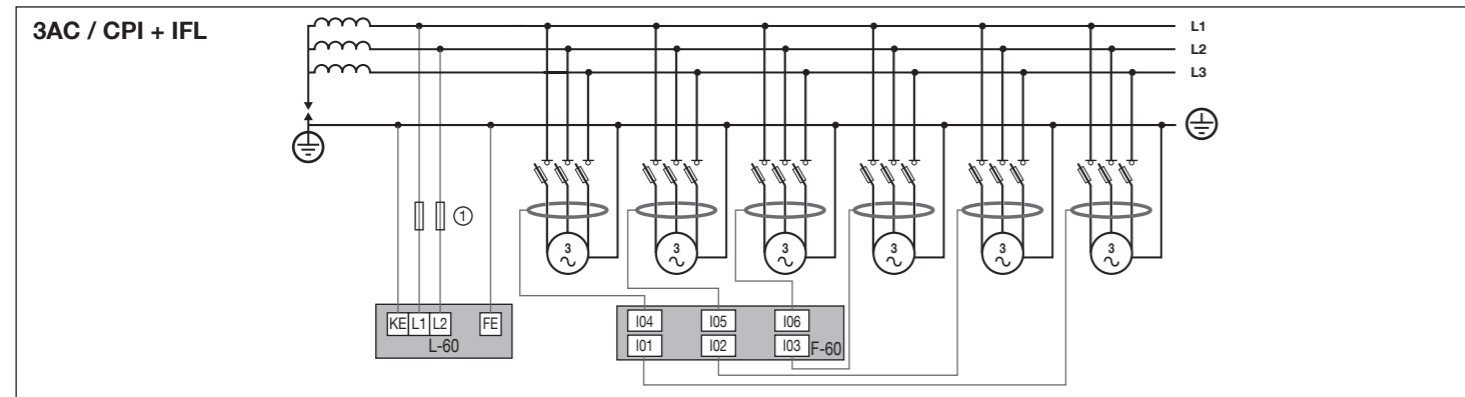 3AC / CPI + IFL
L1
L2
L3
①
3
3
3
3
3
3
KE L1 L2 FE
L-60
I04 I05 I06
I01 I02 I03 F-60